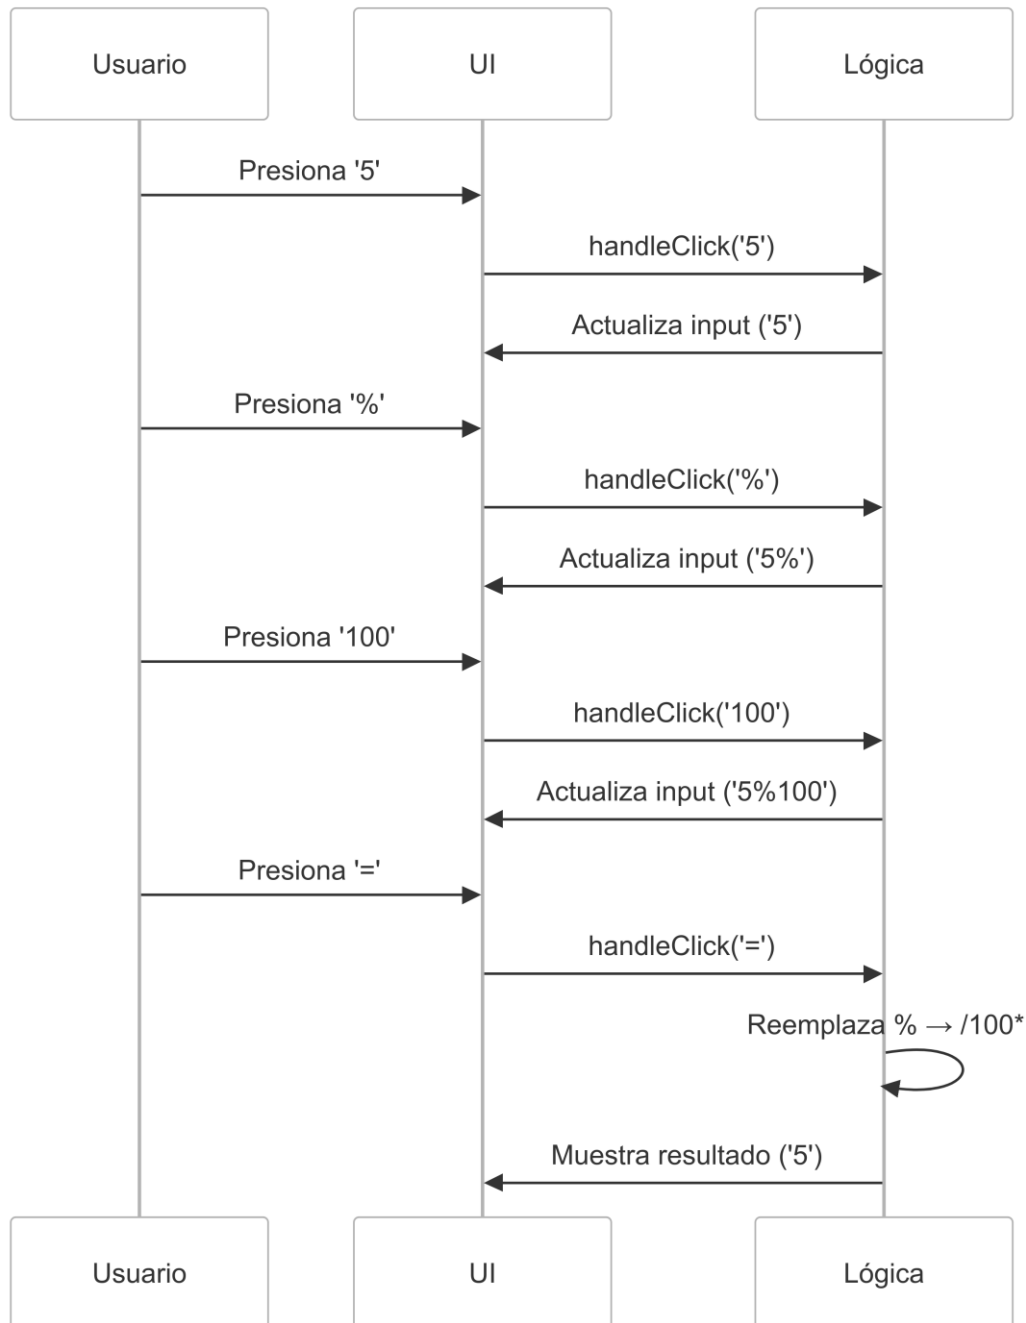 Usuario
UI
Lógica
Presiona '5'
handleClick('5')
Actualiza input ('5')
Presiona '%'
handleClick('%')
Actualiza input ('5%')
Presiona '100'
handleClick('100')
Actualiza input ('5%100')
Presiona '='
handleClick('=')
Reemplaza % → /100*
Muestra resultado ('5')
Usuario
UI
Lógica